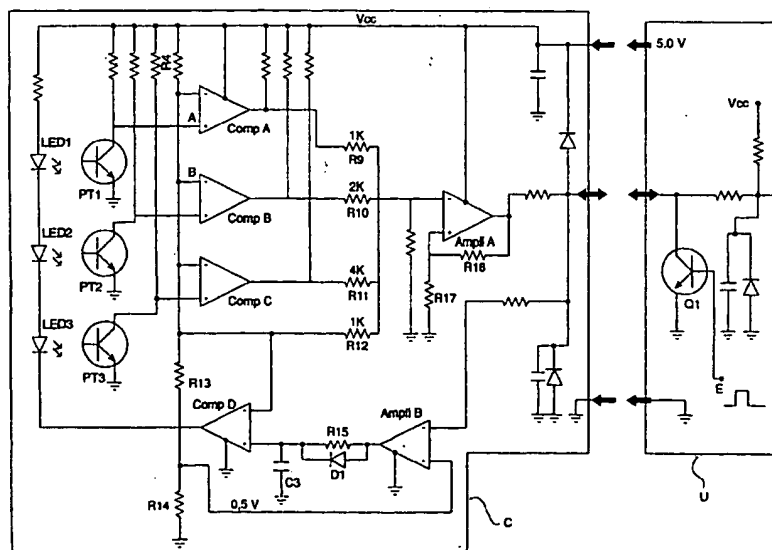 Vcc
5.0 V
R4
Vcc
A
Comp A
LED1
1K
R9
PT1
B
2K
R10
Comp B
Ampli A
R16
LED2
4K
R11
R17
PT2
Comp C
Q1
1K
R12
LED3
E
PT3
R13
Comp D
Ampli B
R15
D1
C3
R14
0,5 V
C
U